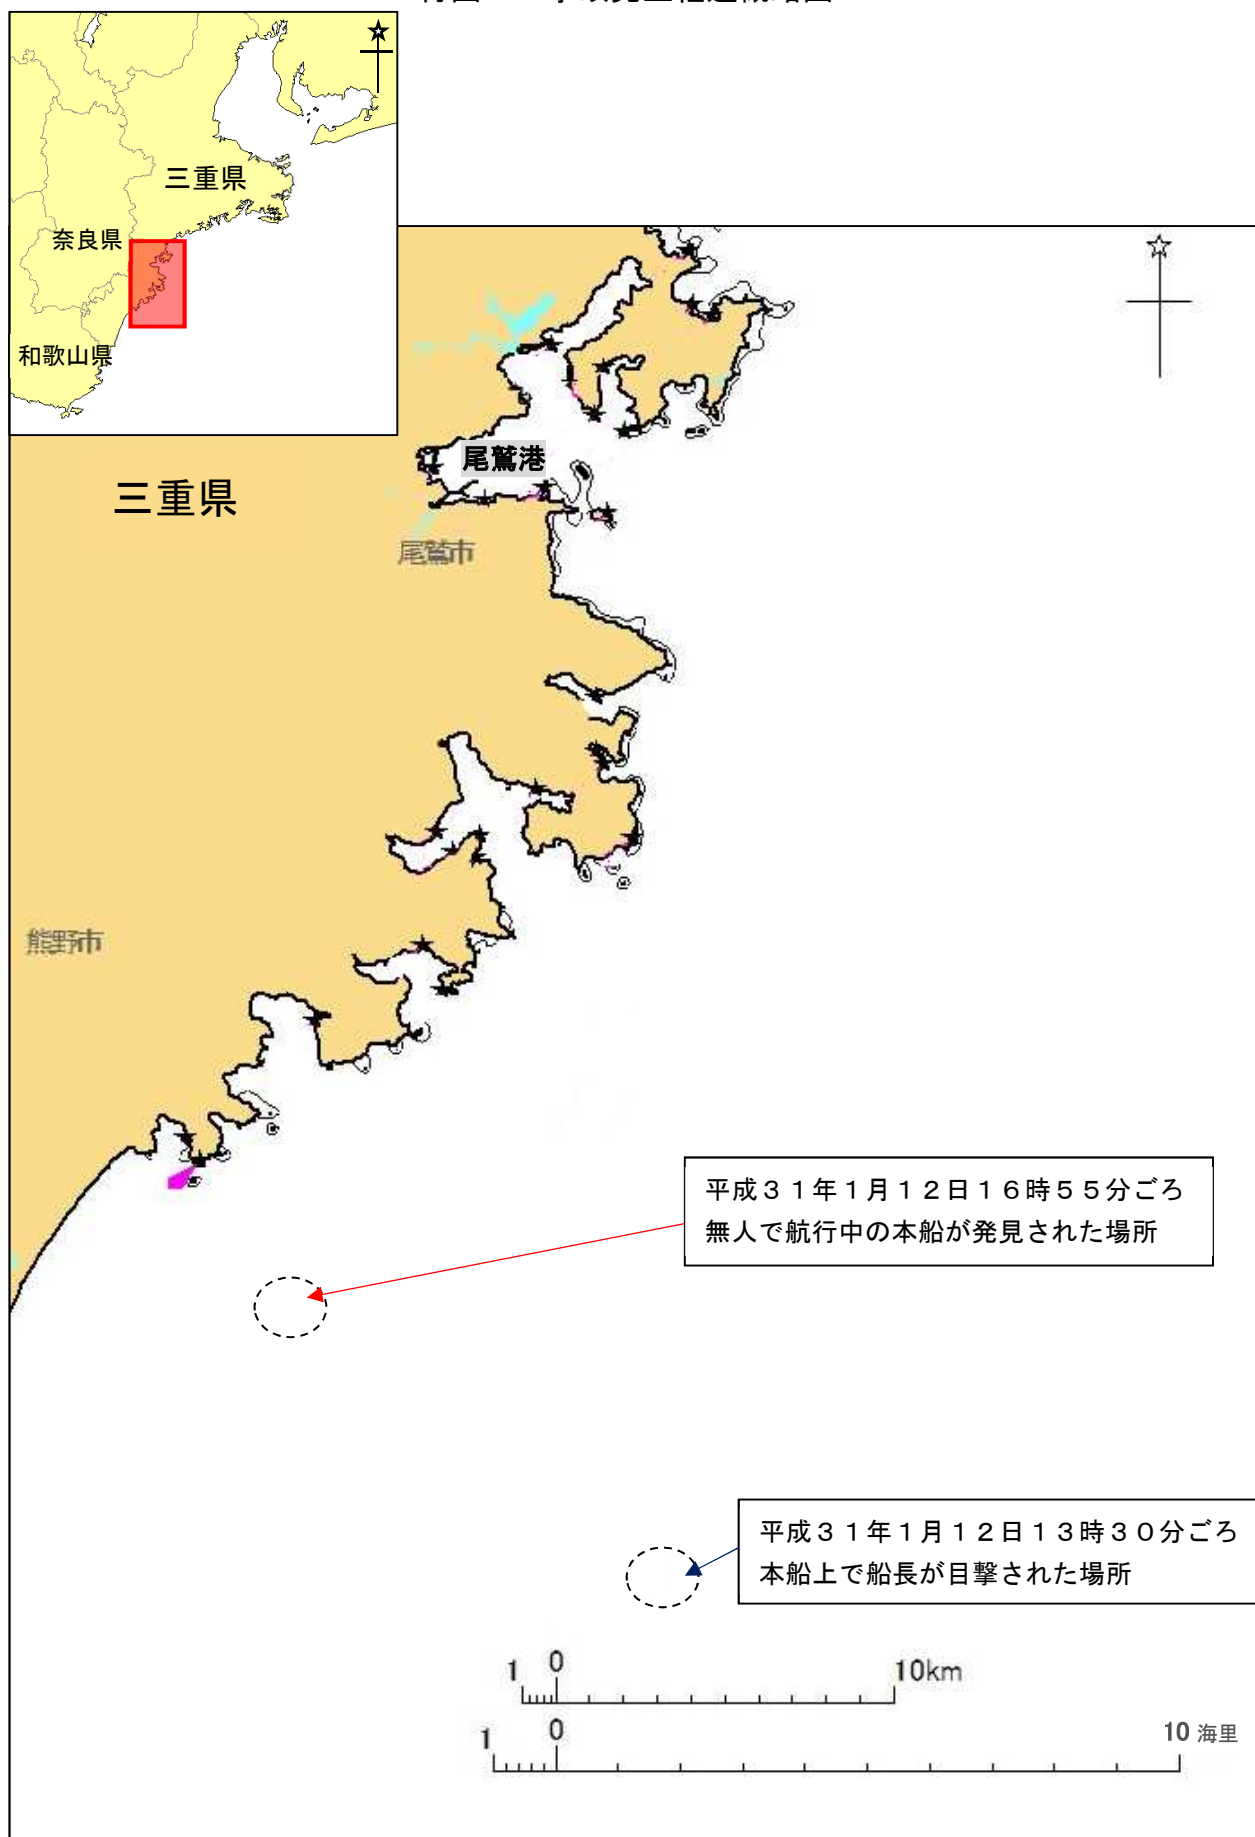 三重県
奈良県
和歌山県
尾鷲港
三重県
尾鷲市
熊野市
平成３１年１月１２日１６時５５分ごろ
無人で航行中の本船が発見された場所
平成３１年１月１２日１３時３０分ごろ
本船上で船長が目撃された場所
1 0 10km
1 0 10 海里